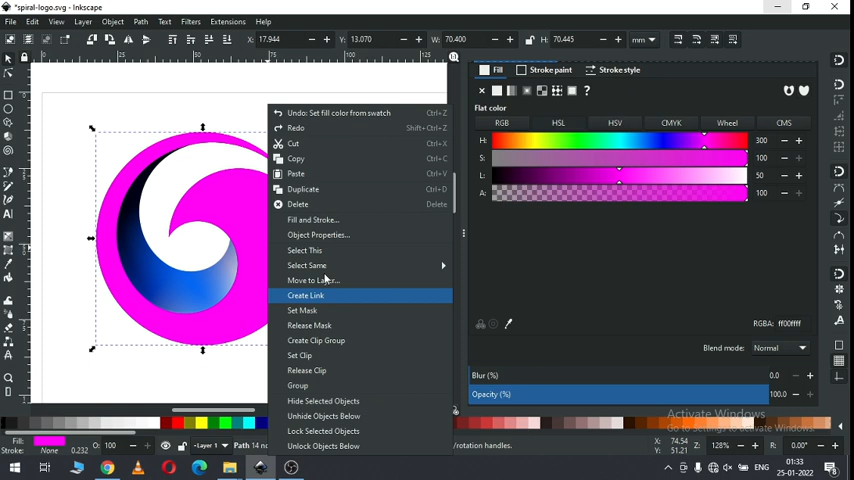 *spiral-logo.svg - Inkscape
File Edit View Layer Object Path Text Filters Extensions Help
X: 17.944 Y: 13.070 W: 70.400 H: 70.445 mm
0 25 50 75 100 125
Fill Stroke paint Stroke style
?
Flat color
RGB HSL HSV CMYK Wheel CMS
H: 300
S: 100
L: 50
A: 100
RGBA: ff00ffff
Blend mode: Normal
Blur (%) 0.0
Opacity (%) 100.0
Undo: Set fill color from swatch Ctrl+Z
Redo Shift+Ctrl+Z
Cut Ctrl+X
Copy Ctrl+C
Paste Ctrl+V
Duplicate Ctrl+D
Delete Delete
Fill and Stroke...
Object Properties...
Select This
Select Same
Move to Layer...
Create Link
Set Mask
Release Mask
Create Clip Group
Set Clip
Release Clip
Group
Hide Selected Objects
Unhide Objects Below
Lock Selected Objects
Unlock Objects Below
Activate Windows
Go to Settings to activate Windows.
Fill: O: 100 Layer 1 Path 14 no
Stroke: None 0.232
/rotation handles.
X: 74.54
Y: 51.21
Z: 128% R: 0.00°
ENG 01:33
25-01-2022 8